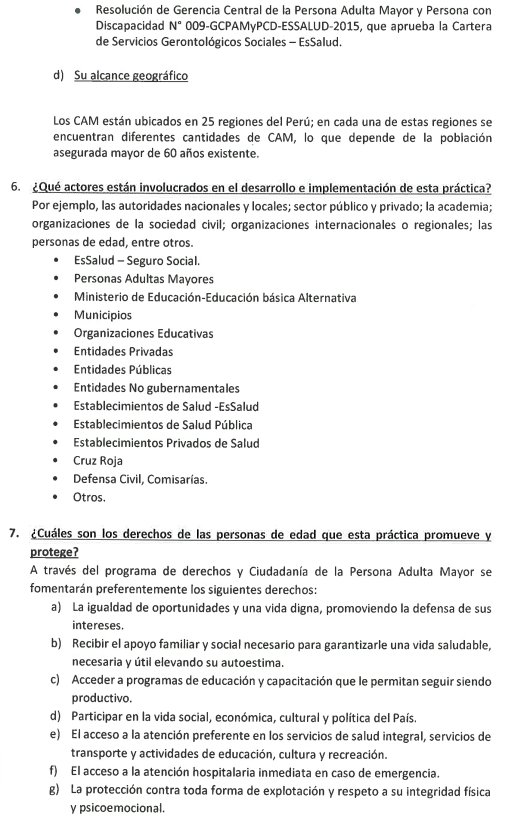 • Resolución de Gerencia Central de la Persona Adulta Mayor y Persona con
Discapacidad N° 009-GCPAMyPCD-ESSALUD-2015, que aprueba la Cartera
de Servicios Gerontológicos Sociales – EsSalud.
d) Su alcance geográfico
Los CAM están ubicados en 25 regiones del Perú; en cada una de estas regiones se
encuentran diferentes cantidades de CAM, lo que depende de la población
asegurada mayor de 60 años existente.
6. ¿Qué actores están involucrados en el desarrollo e implementación de esta práctica?
Por ejemplo, las autoridades nacionales y locales; sector público y privado; la academia;
organizaciones de la sociedad civil; organizaciones internacionales o regionales; las
personas de edad, entre otros.
• EsSalud – Seguro Social.
• Personas Adultas Mayores
• Ministerio de Educación-Educación básica Alternativa
• Municipios
• Organizaciones Educativas
• Entidades Privadas
• Entidades Públicas
• Entidades No gubernamentales
• Establecimientos de Salud -EsSalud
• Establecimientos de Salud Pública
• Establecimientos Privados de Salud
• Cruz Roja
• Defensa Civil, Comisarías.
• Otros.
7. ¿Cuáles son los derechos de las personas de edad que esta práctica promueve y
protege?
A través del programa de derechos y Ciudadanía de la Persona Adulta Mayor se
fomentarán preferentemente los siguientes derechos:
a) La igualdad de oportunidades y una vida digna, promoviendo la defensa de sus
intereses.
b) Recibir el apoyo familiar y social necesario para garantizarle una vida saludable,
necesaria y útil elevando su autoestima.
c) Acceder a programas de educación y capacitación que le permitan seguir siendo
productivo.
d) Participar en la vida social, económica, cultural y política del País.
e) El acceso a la atención preferente en los servicios de salud integral, servicios de
transporte y actividades de educación, cultura y recreación.
f) El acceso a la atención hospitalaria inmediata en caso de emergencia.
g) La protección contra toda forma de explotación y respeto a su integridad física
y psicoemocional.